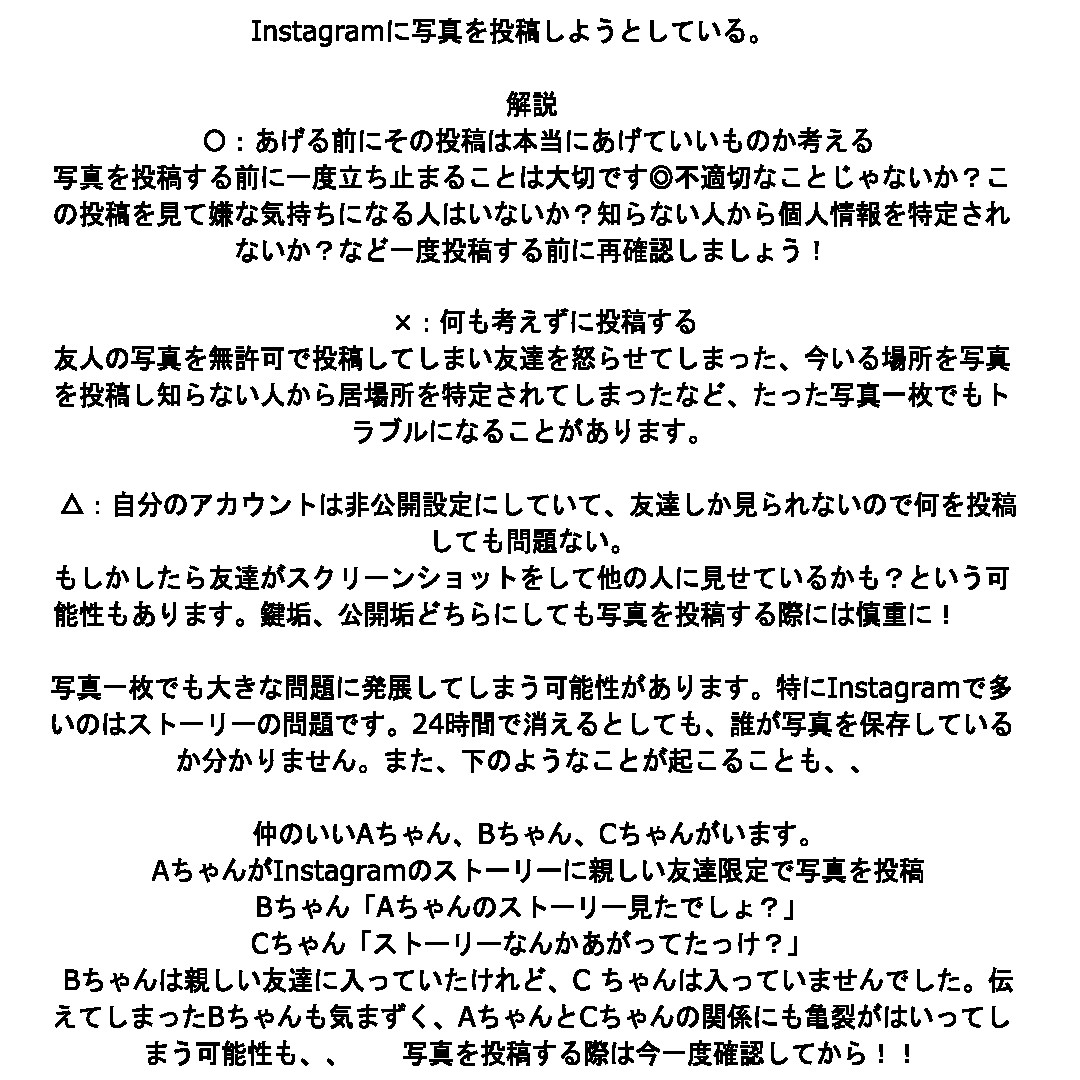 Instagramに写真を投稿しようとしている。
解説
〇：あげる前にその投稿は本当にあげていいものか考える
写真を投稿する前に一度立ち止まることは大切です◎不適切なことじゃないか？こ
の投稿を見て嫌な気持ちになる人はいないか？知らない人から個人情報を特定され
ないか？など一度投稿する前に再確認しましょう！
×：何も考えずに投稿する
友人の写真を無許可で投稿してしまい友達を怒らせてしまった、今いる場所を写真
を投稿し知らない人から居場所を特定されてしまったなど、たった写真一枚でもト
ラブルになることがあります。
△：自分のアカウントは非公開設定にしていて、友達しか見られないので何を投稿
しても問題ない。
もしかしたら友達がスクリーンショットをして他の人に見せているかも？という可
能性もあります。鍵垢、公開垢どちらにしても写真を投稿する際には慎重に！
写真一枚でも大きな問題に発展してしまう可能性があります。特にInstagramで多
いのはストーリーの問題です。24時間で消えるとしても、誰が写真を保存している
か分かりません。また、下のようなことが起こることも、、
仲のいいAちゃん、Bちゃん、Cちゃんがいます。
AちゃんがInstagramのストーリーに親しい友達限定で写真を投稿
Bちゃん「Aちゃんのストーリー見たでしょ？」
Cちゃん「ストーリーなんかあがってたっけ？」
Bちゃんは親しい友達に入っていたけれど、C ちゃんは入っていませんでした。伝
えてしまったBちゃんも気まずく、AちゃんとCちゃんの関係にも亀裂がはいってし
まう可能性も、、　　写真を投稿する際は今一度確認してから！！